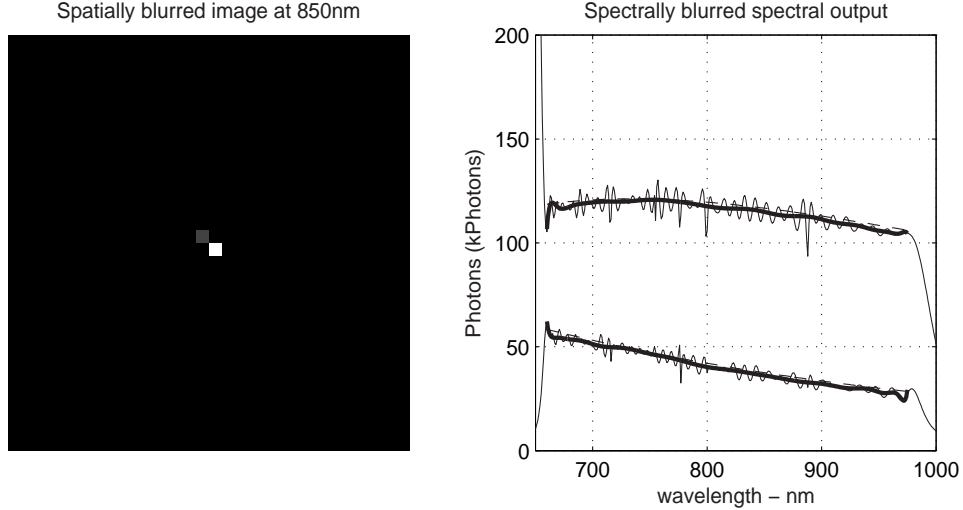 Spatially blurred image at 850nm
Spectrally blurred spectral output
200
150
100
50
0
Photons (kPhotons)
700 800 900 1000
wavelength − nm